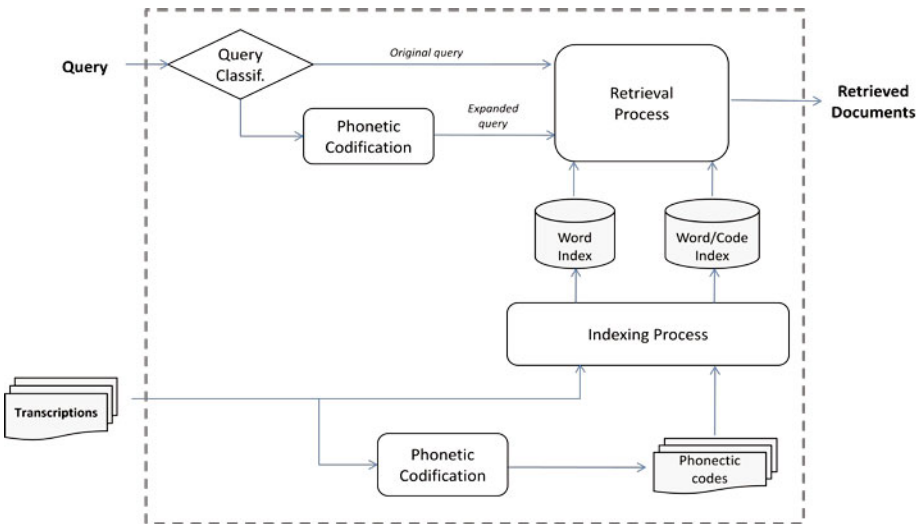 Query
Query
Classif.
Original query
Retrieval
Process
Retrieved
Documents
Phonetic
Codification
Expanded
query
Word
Index
Word/Code
Index
Indexing Process
Transcriptions
Phonetic
Codification
Phonectic
codes